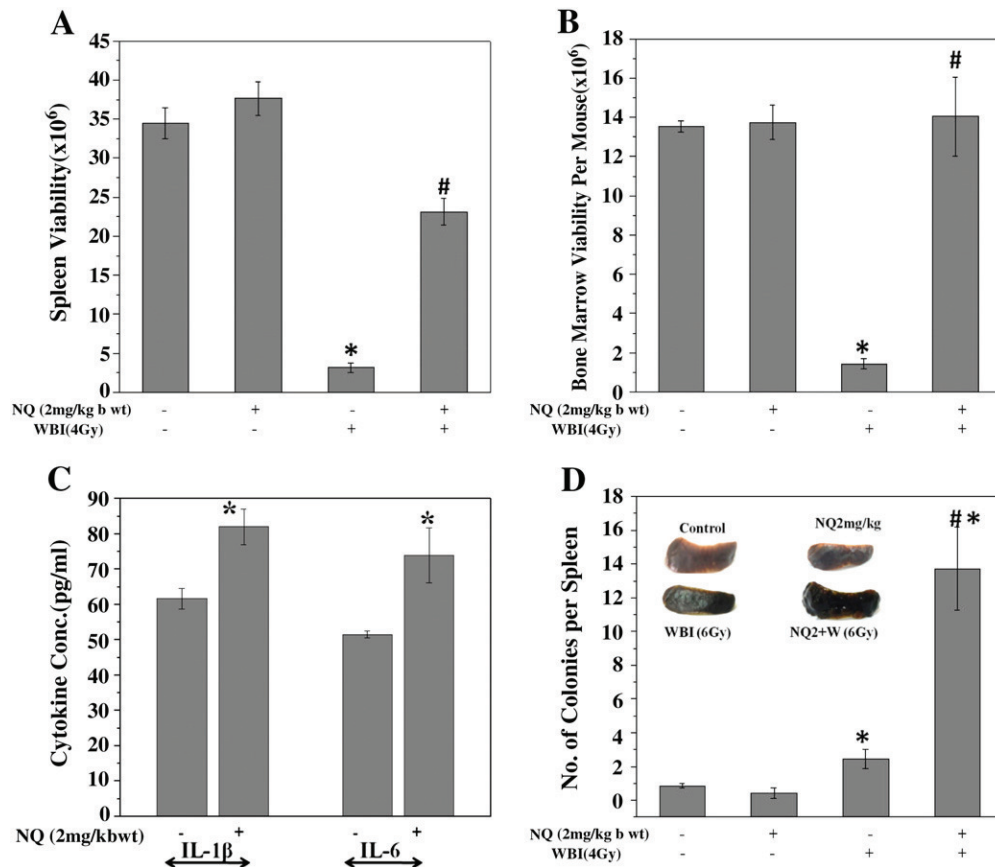 A
Spleen Viability(x10⁶)
45
40
35
30
25
20
15
10
5
0
*
#
NQ (2mg/kg b wt) - + - +
WBI(4Gy) - - + +
B
Bone Marrow Viability Per Mouse(x10⁶)
18
16
14
12
10
8
6
4
2
0
*
#
NQ (2mg/kg b wt) - + - +
WBI(4Gy) - - + +
C
Cytokine Conc.(pg/ml)
90
80
70
60
50
40
30
20
10
0
*
*
NQ (2mg/kbwt) - + - +
IL-1β IL-6
D
No. of Colonies per Spleen
18
16
14
12
10
8
6
4
2
0
Control NQ2mg/kg
WBI (6Gy) NQ2+W (6Gy)
*
# *
NQ (2mg/kg b wt) - + - +
WBI(4Gy) - - + +